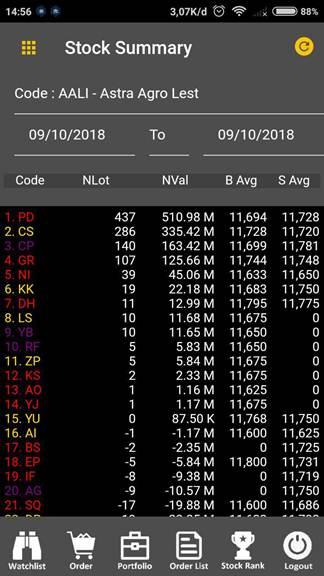 14:56 3,07K/d 88%
Stock Summary
Code : AALI - Astra Agro Lest
09/10/2018 To 09/10/2018
Code NLot NVal B Avg S Avg
1. PD 437 510.98 M 11,694 11,728
2. CS 286 335.42 M 11,728 11,720
3. CP 140 163.42 M 11,699 11,781
4. GR 107 125.66 M 11,744 11,748
5. NI 39 45.06 M 11,633 11,650
6. KK 19 22.18 M 11,683 11,750
7. DH 11 12.99 M 11,795 11,775
8. LS 10 11.68 M 11,675 0
9. YB 10 11.65 M 11,650 0
10. RF 5 5.83 M 11,650 0
11. ZP 5 5.84 M 11,675 0
12. KS 2 2.33 M 11,675 0
13. AO 1 1.16 M 11,625 0
14. YJ 1 1.17 M 11,675 0
15. YU 0 87.50 K 11,768 11,750
16. AI -1 -1.17 M 11,600 11,625
17. BS -2 -2.35 M 0 11,725
18. EP -5 -5.84 M 11,800 11,731
19. IF -8 -9.38 M 0 11,719
20. AG -9 -10.57 M 0 11,750
21. SQ -17 -19.88 M 11,600 11,686
Watchlist Order Portfolio Order List Stock Rank Logout